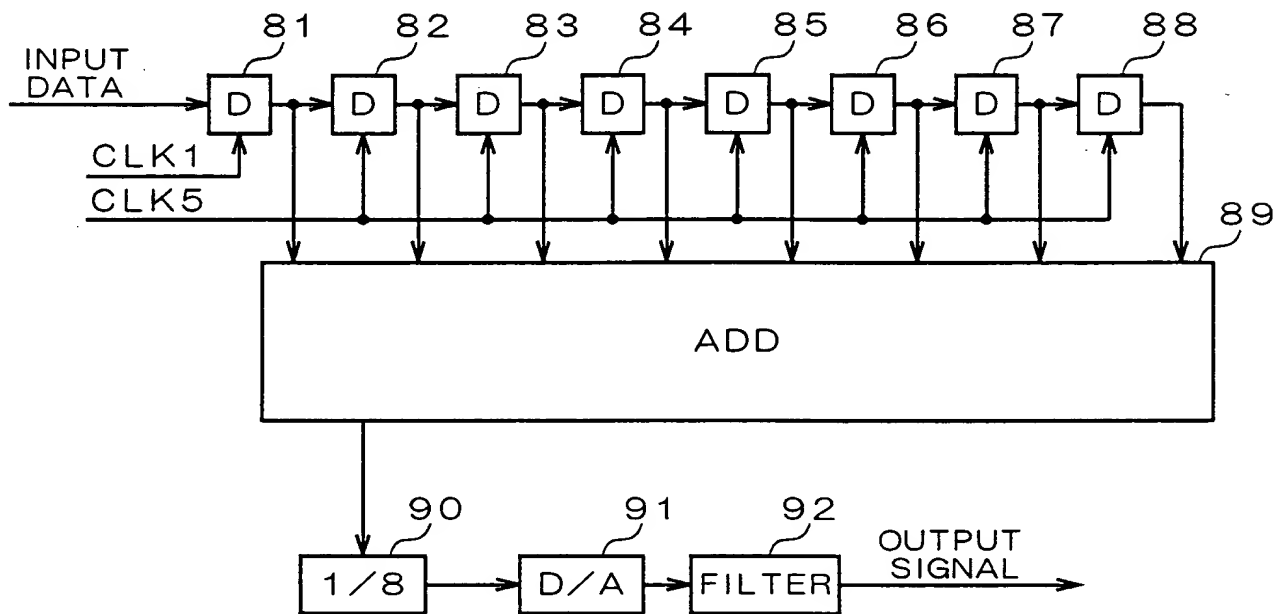 81 82 83 84 85 86 87 88
INPUT
DATA
D D D D D D D D
CLK1
CLK5
89
ADD
90 91 92
OUTPUT
SIGNAL
1/8 D/A FILTER